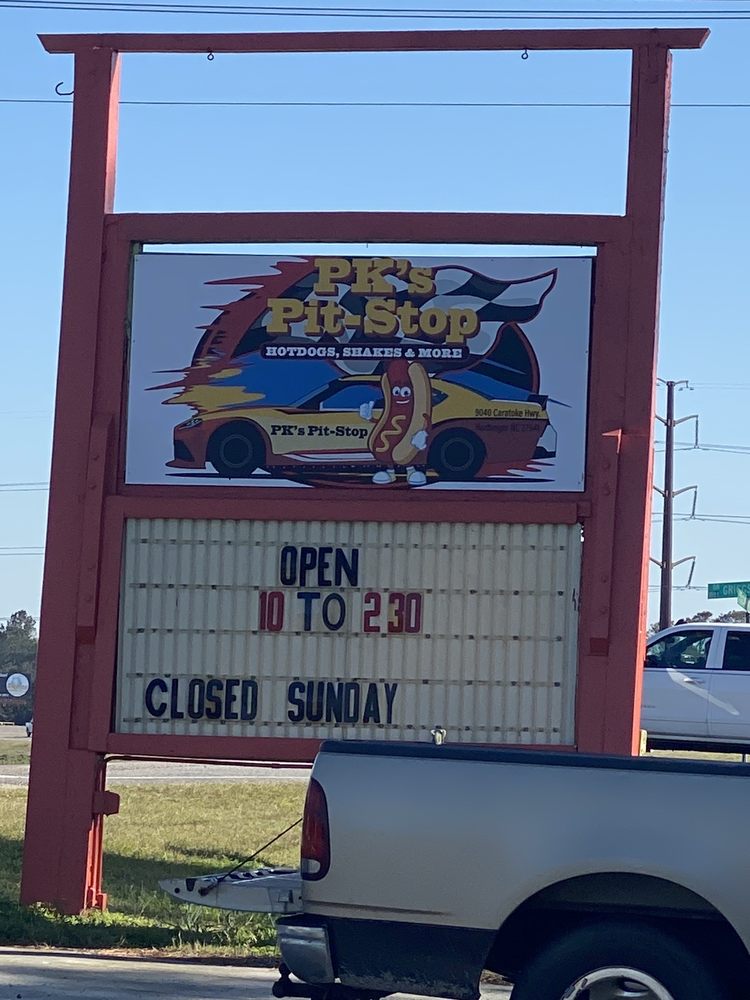 PK's
Pit-Stop
HOTDOGS, SHAKES & MORE
9040 Caratoke Hwy.
PK's Pit-Stop
OPEN
10 TO 230
CLOSED SUNDAY